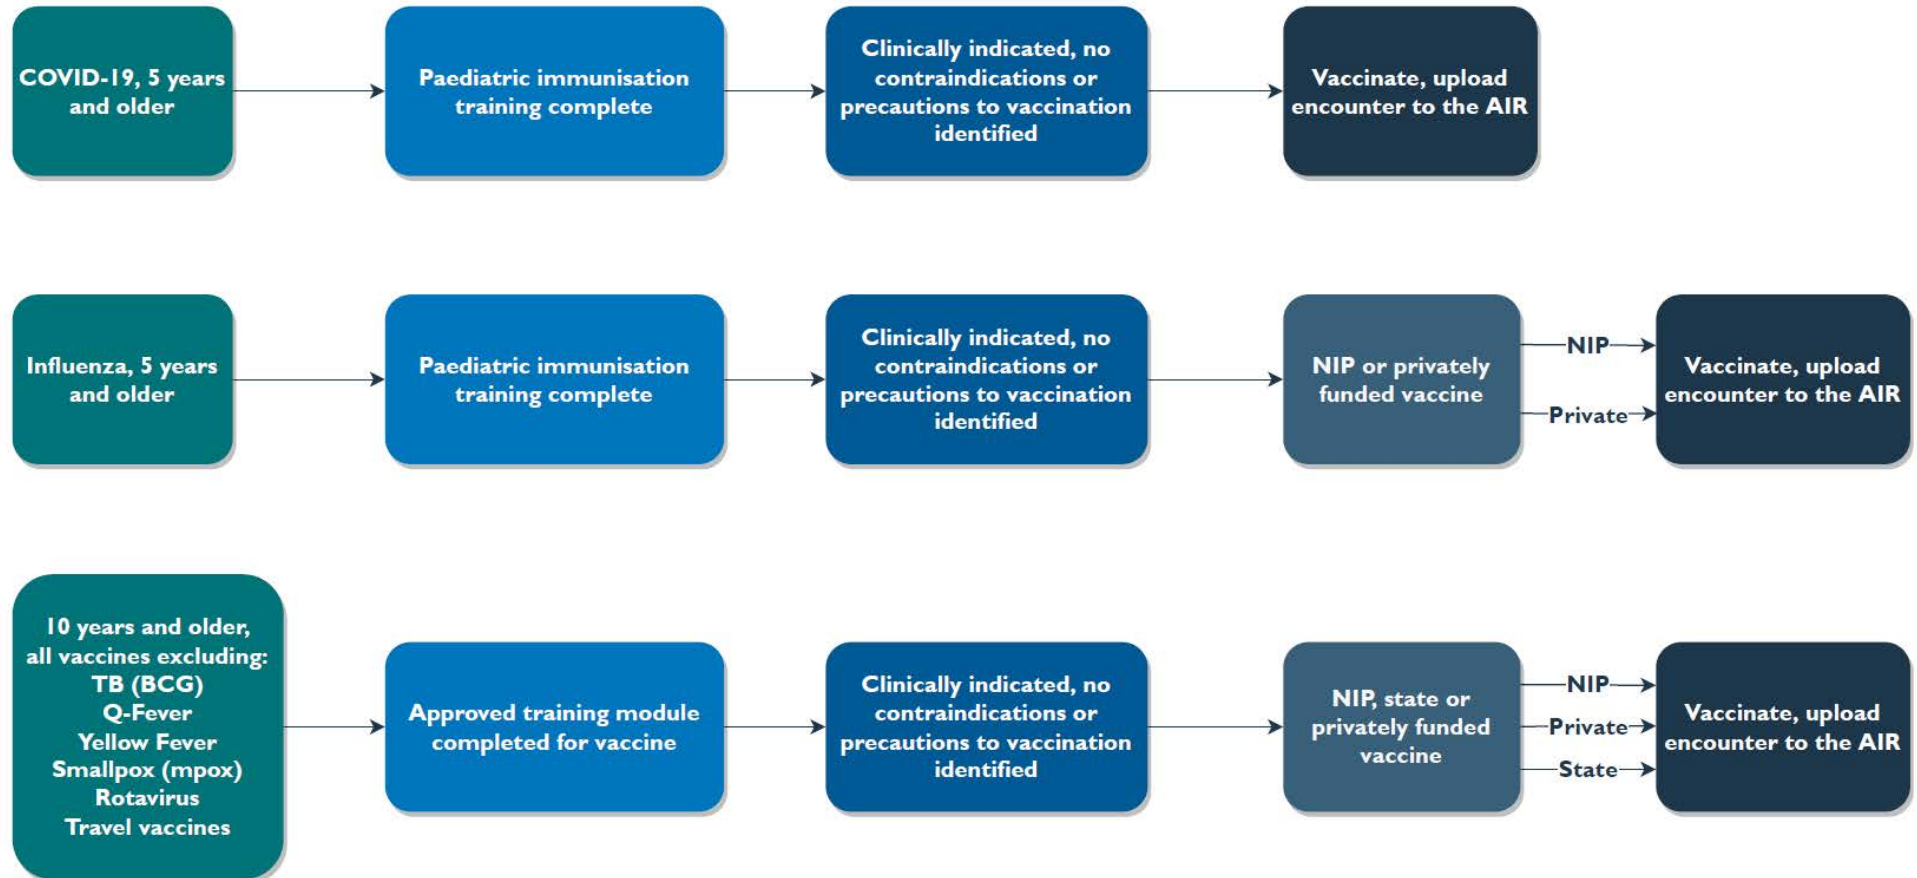 COVID-19, 5 years
and older
Paediatric immunisation
training complete
Clinically indicated, no
contraindications or
precautions to vaccination
identified
Vaccinate, upload
encounter to the AIR
Influenza, 5 years
and older
Paediatric immunisation
training complete
Clinically indicated, no
contraindications or
precautions to vaccination
identified
NIP or privately
funded vaccine
NIP
Private
Vaccinate, upload
encounter to the AIR
10 years and older,
all vaccines excluding:
TB (BCG)
Q-Fever
Yellow Fever
Smallpox (mpox)
Rotavirus
Travel vaccines
Approved training module
completed for vaccine
Clinically indicated, no
contraindications or
precautions to vaccination
identified
NIP, state or
privately funded
vaccine
NIP
Private
State
Vaccinate, upload
encounter to the AIR